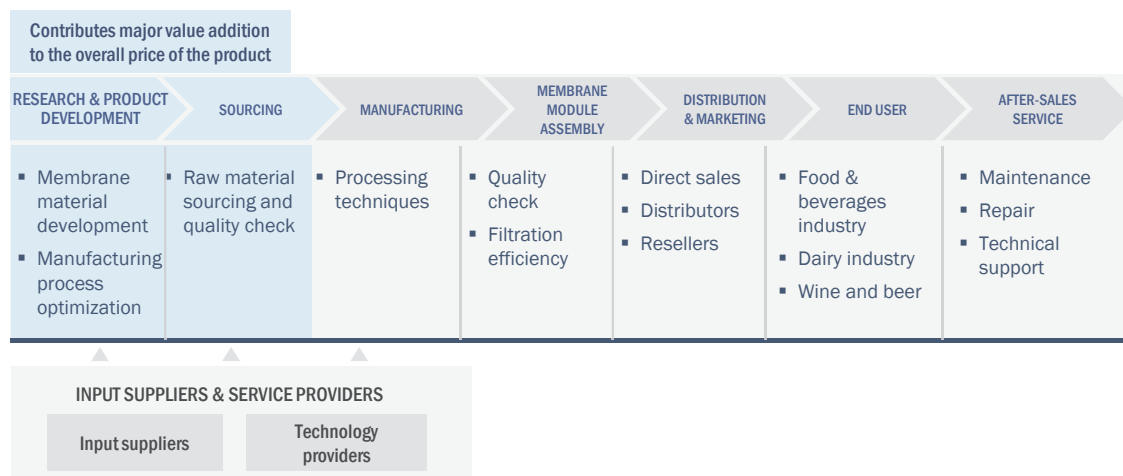 Contributes major value addition
to the overall price of the product
RESEARCH & PRODUCT
DEVELOPMENT
SOURCING
MANUFACTURING
MEMBRANE
MODULE
ASSEMBLY
DISTRIBUTION
& MARKETING
END USER
AFTER-SALES
SERVICE
▪ Membrane
material
development
▪ Manufacturing
process
optimization
▪ Raw material
sourcing and
quality check
▪ Processing
techniques
▪ Quality
check
▪ Filtration
efficiency
▪ Direct sales
▪ Distributors
▪ Resellers
▪ Food &
beverages
industry
▪ Dairy industry
▪ Wine and beer
▪ Maintenance
▪ Repair
▪ Technical
support
INPUT SUPPLIERS & SERVICE PROVIDERS
Input suppliers
Technology
providers